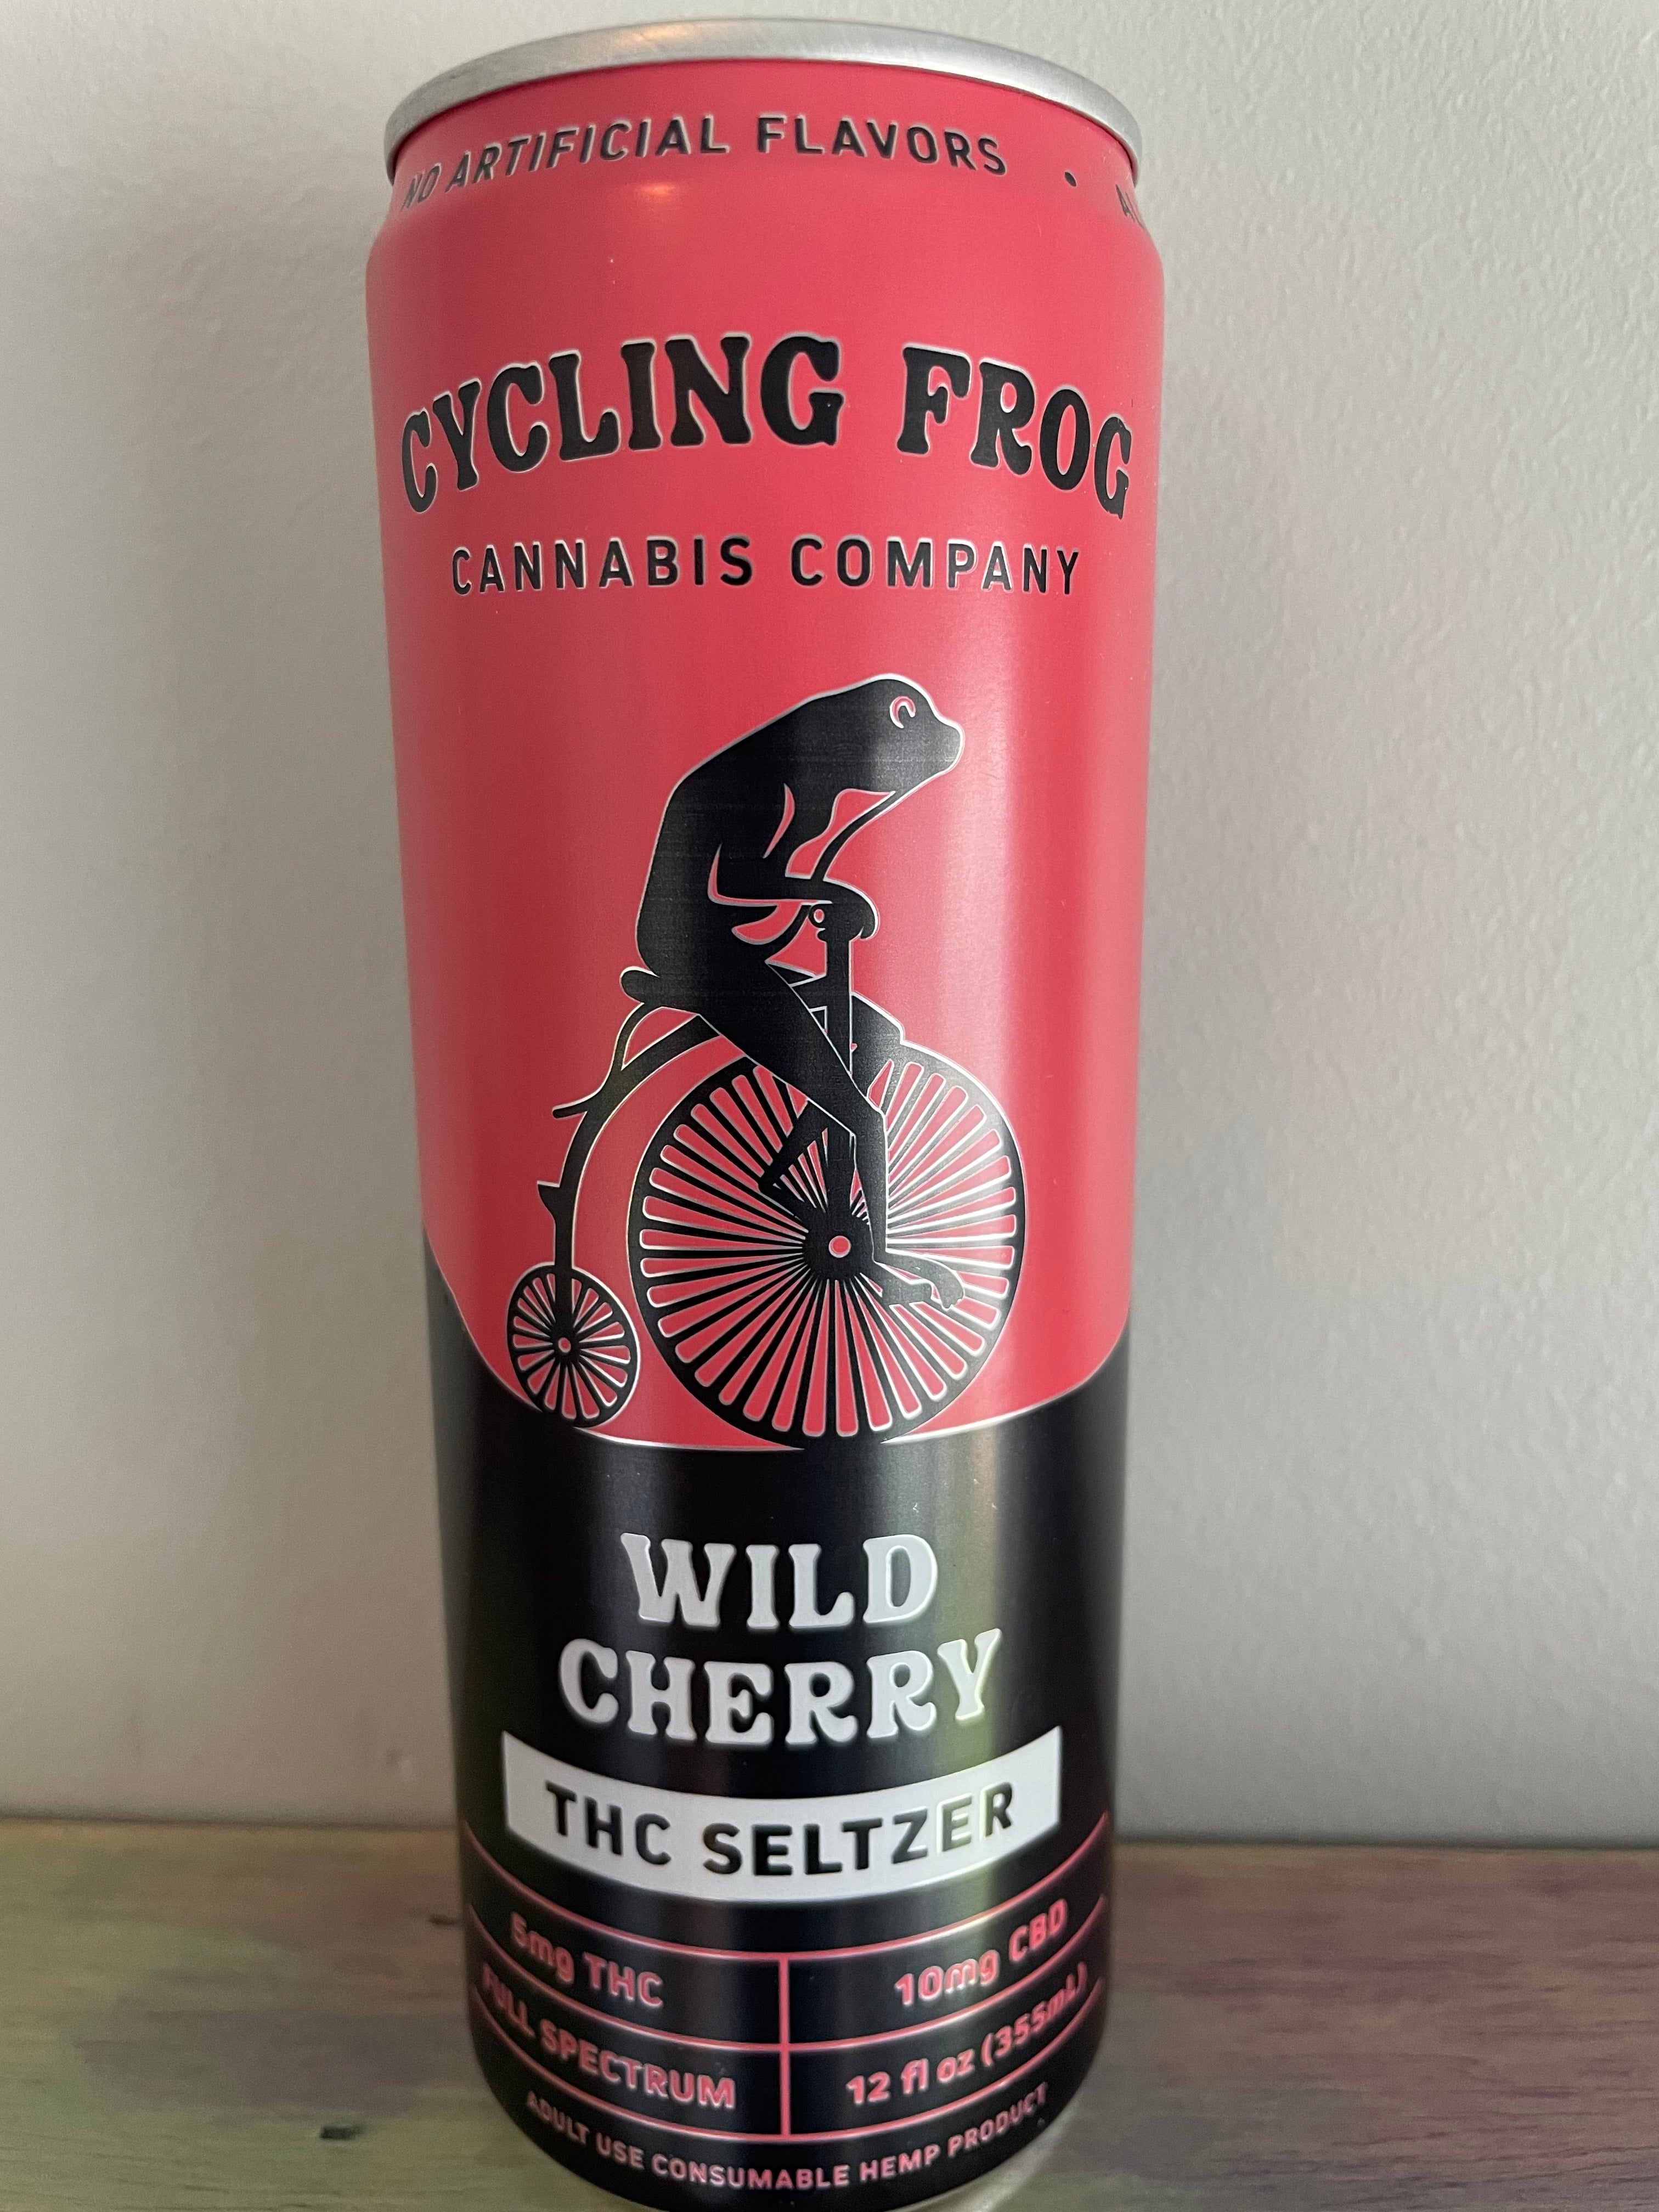 NO ARTIFICIAL FLAVORS •
CYCLING FROG
CANNABIS COMPANY
WILD
CHERRY
THC SELTZER
5mg THC
10mg CBD
FULL SPECTRUM
12 fl oz (355mL)
ADULT USE CONSUMABLE HEMP PRODUCT